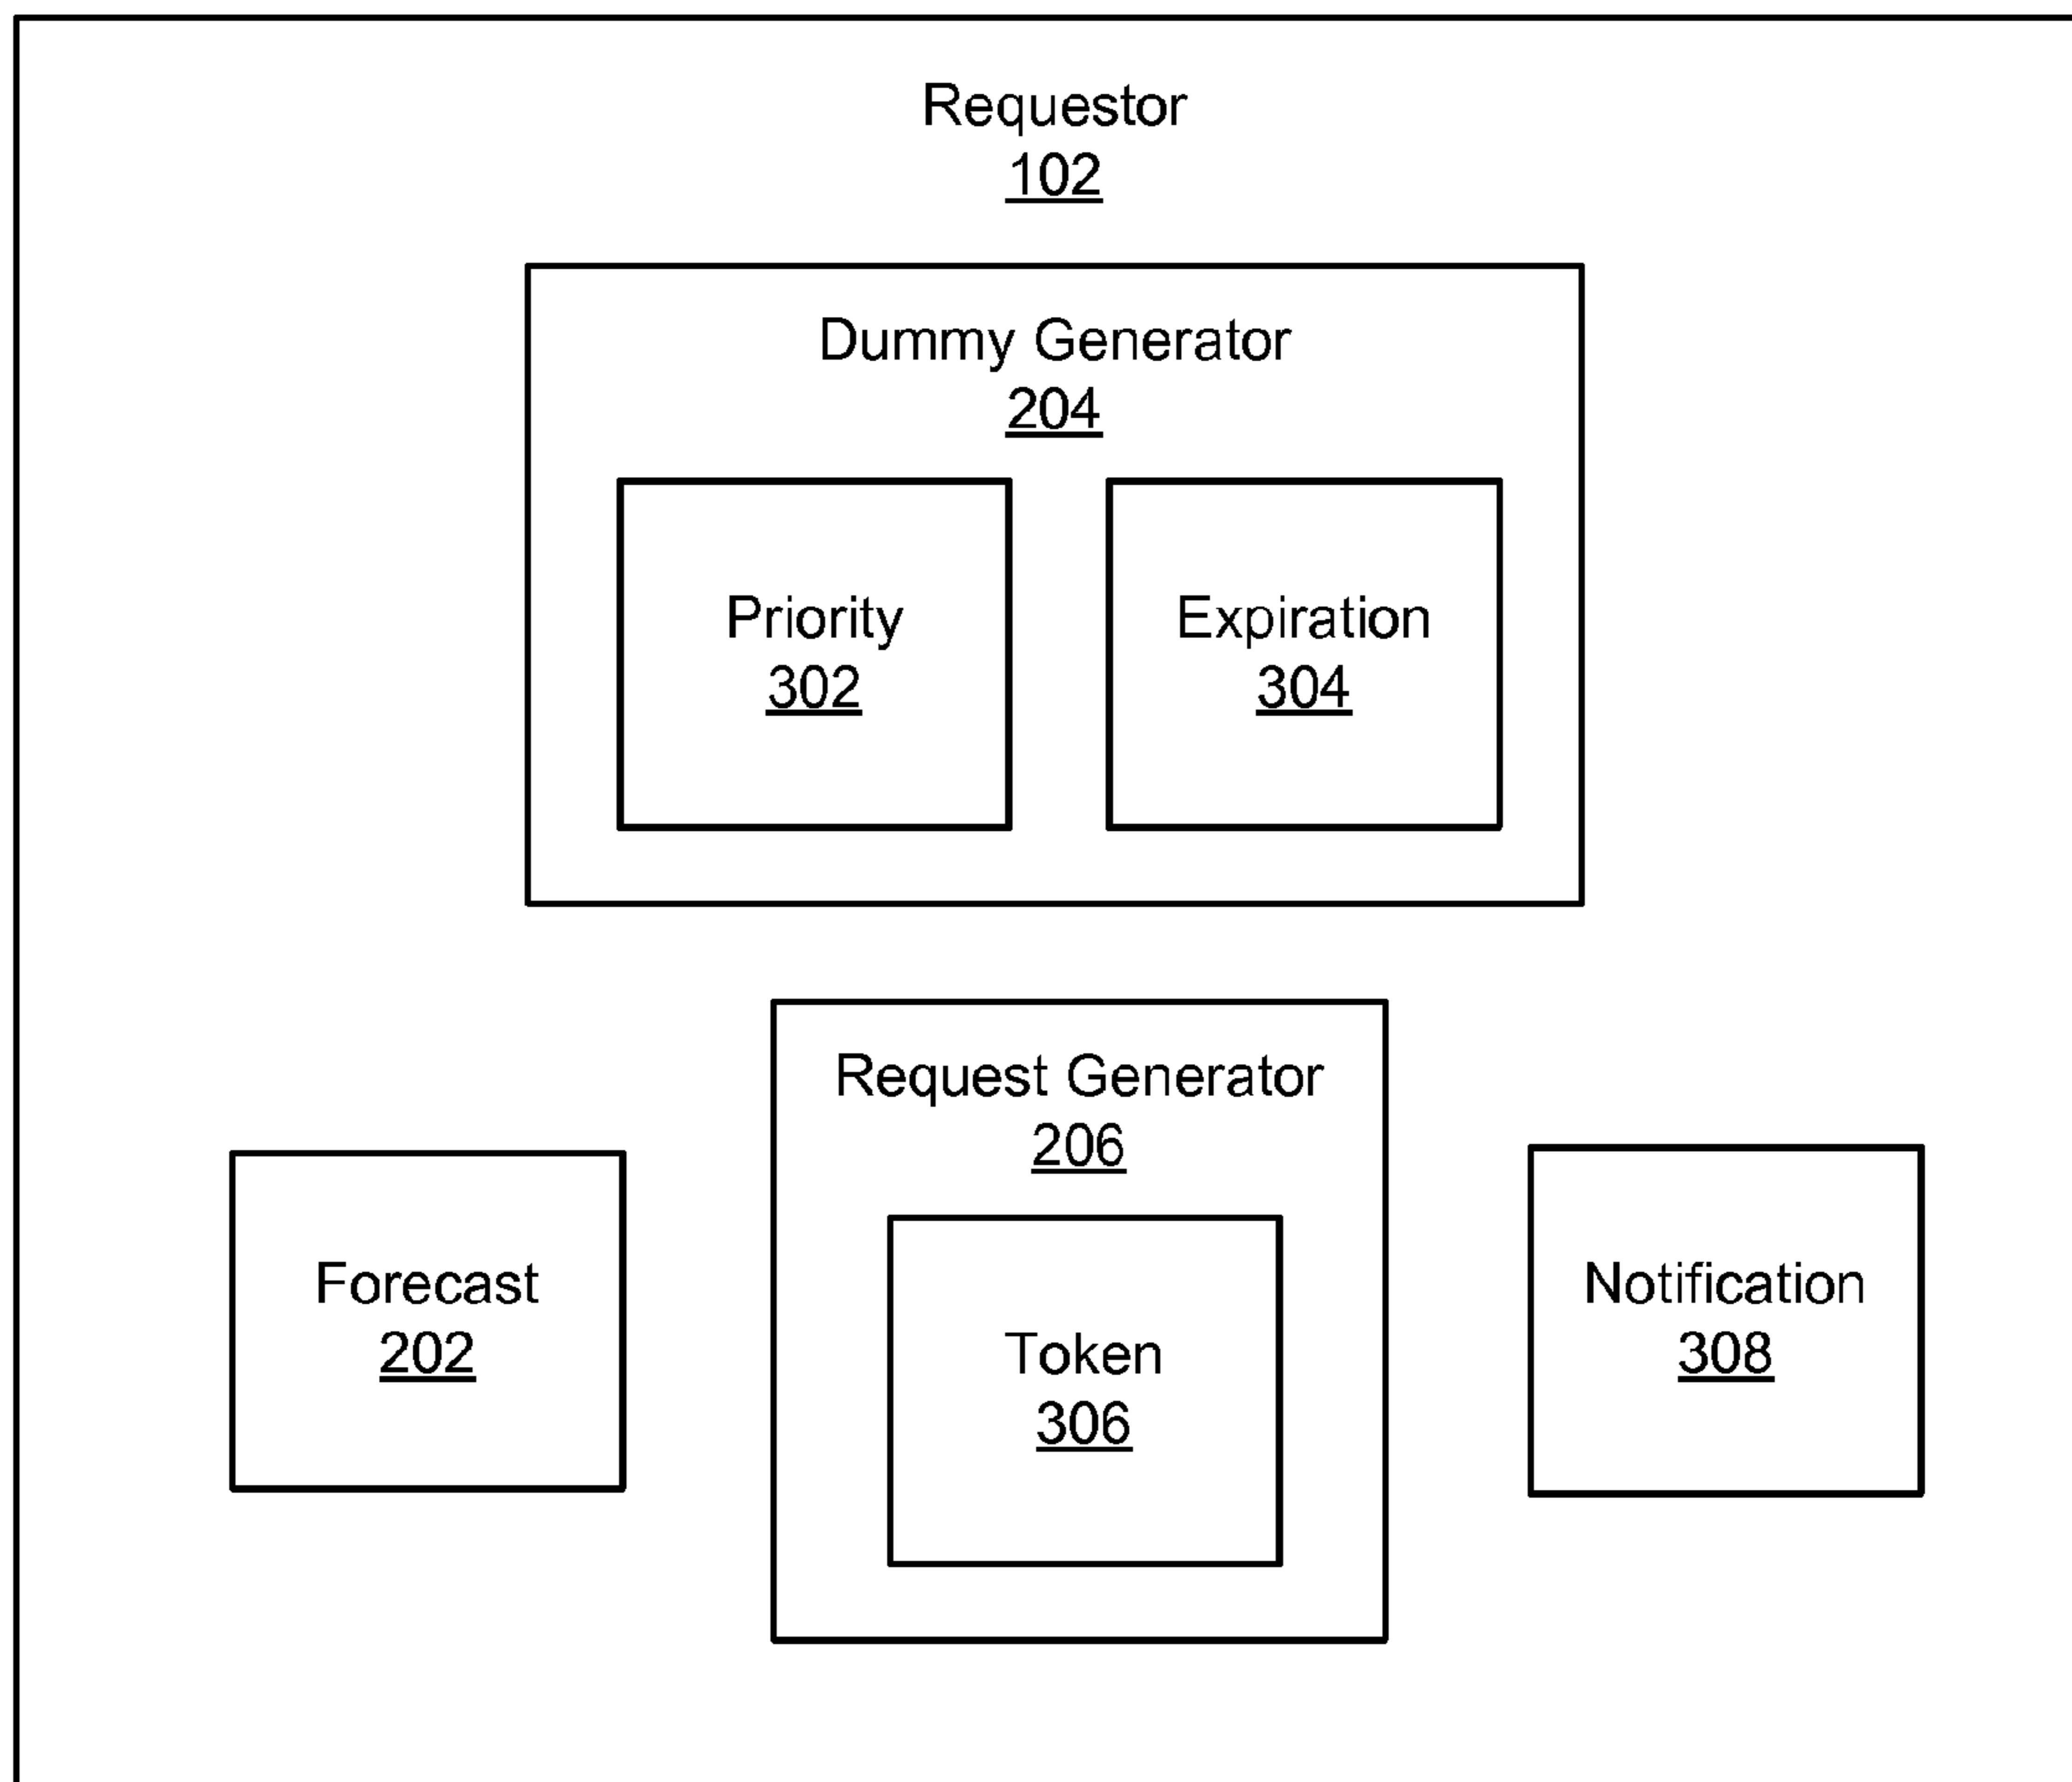 Requestor
102
Dummy Generator
204
Priority
302
Expiration
304
Request Generator
206
Forecast
202
Token
306
Notification
308